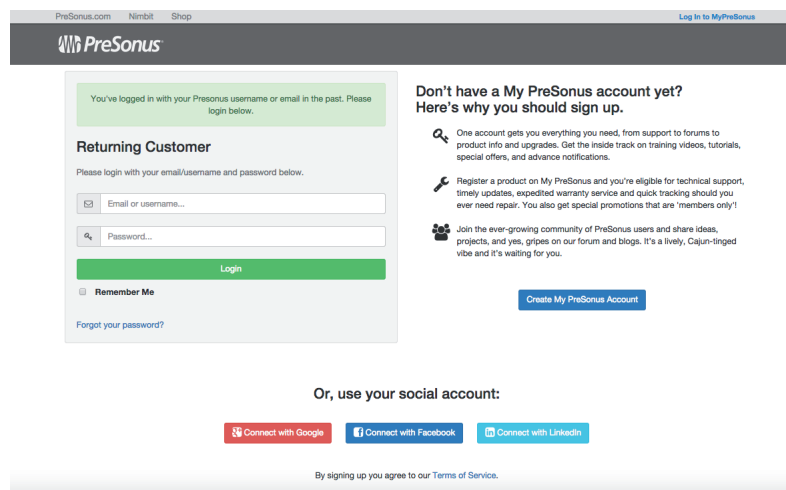 PreSonus.com Nimbit Shop Log In to MyPreSonus
PreSonus
You've logged in with your Presonus username or email in the past. Please
login below.
Returning Customer
Please login with your email/username and password below.
Email or username...
Password...
Login
Remember Me
Forgot your password?
Don't have a My PreSonus account yet?
Here's why you should sign up.
One account gets you everything you need, from support to forums to
product info and upgrades. Get the inside track on training videos, tutorials,
special offers, and advance notifications.
Register a product on My PreSonus and you're eligible for technical support,
timely updates, expedited warranty service and quick tracking should you
ever need repair. You also get special promotions that are 'members only'!
Join the ever-growing community of PreSonus users and share ideas,
projects, and yes, gripes on our forum and blogs. It's a lively, Cajun-tinged
vibe and it's waiting for you.
Create My PreSonus Account
Or, use your social account:
Connect with Google Connect with Facebook Connect with LinkedIn
By signing up you agree to our Terms of Service.